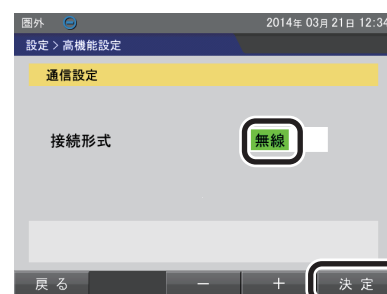 圏外 2014年 03月 21日 12:34
設定 > 高機能設定
通信設定
接続形式 無線
戻る － ＋ 決定